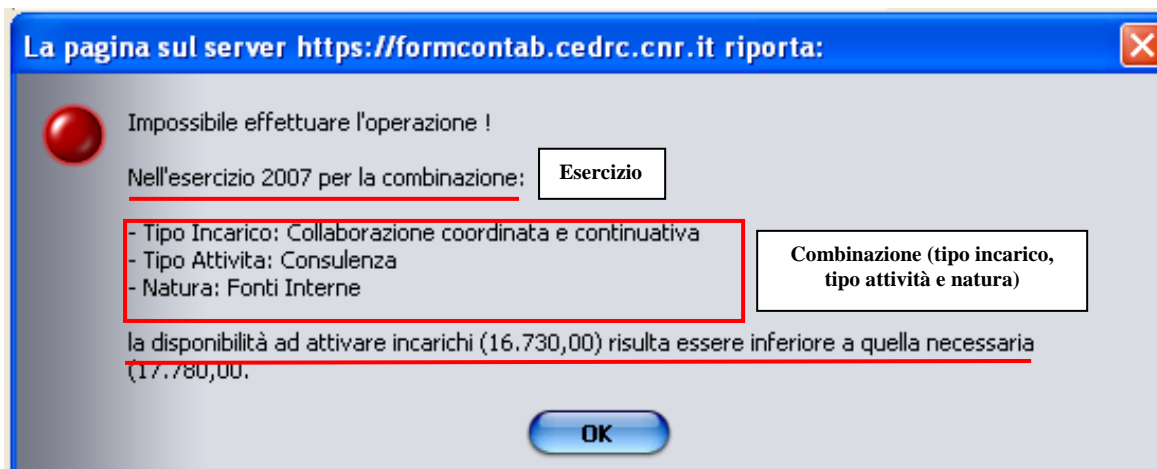 La pagina sul server https://formcontab.cedrc.cnr.it riporta:
Impossibile effettuare l'operazione !
Nell'esercizio 2007 per la combinazione:
Esercizio
- Tipo Incarico: Collaborazione coordinata e continuativa
- Tipo Attivita: Consulenza
- Natura: Fonti Interne
Combinazione (tipo incarico,
tipo attività e natura)
la disponibilità ad attivare incarichi (16.730,00) risulta essere inferiore a quella necessaria
(17.780,00.
OK